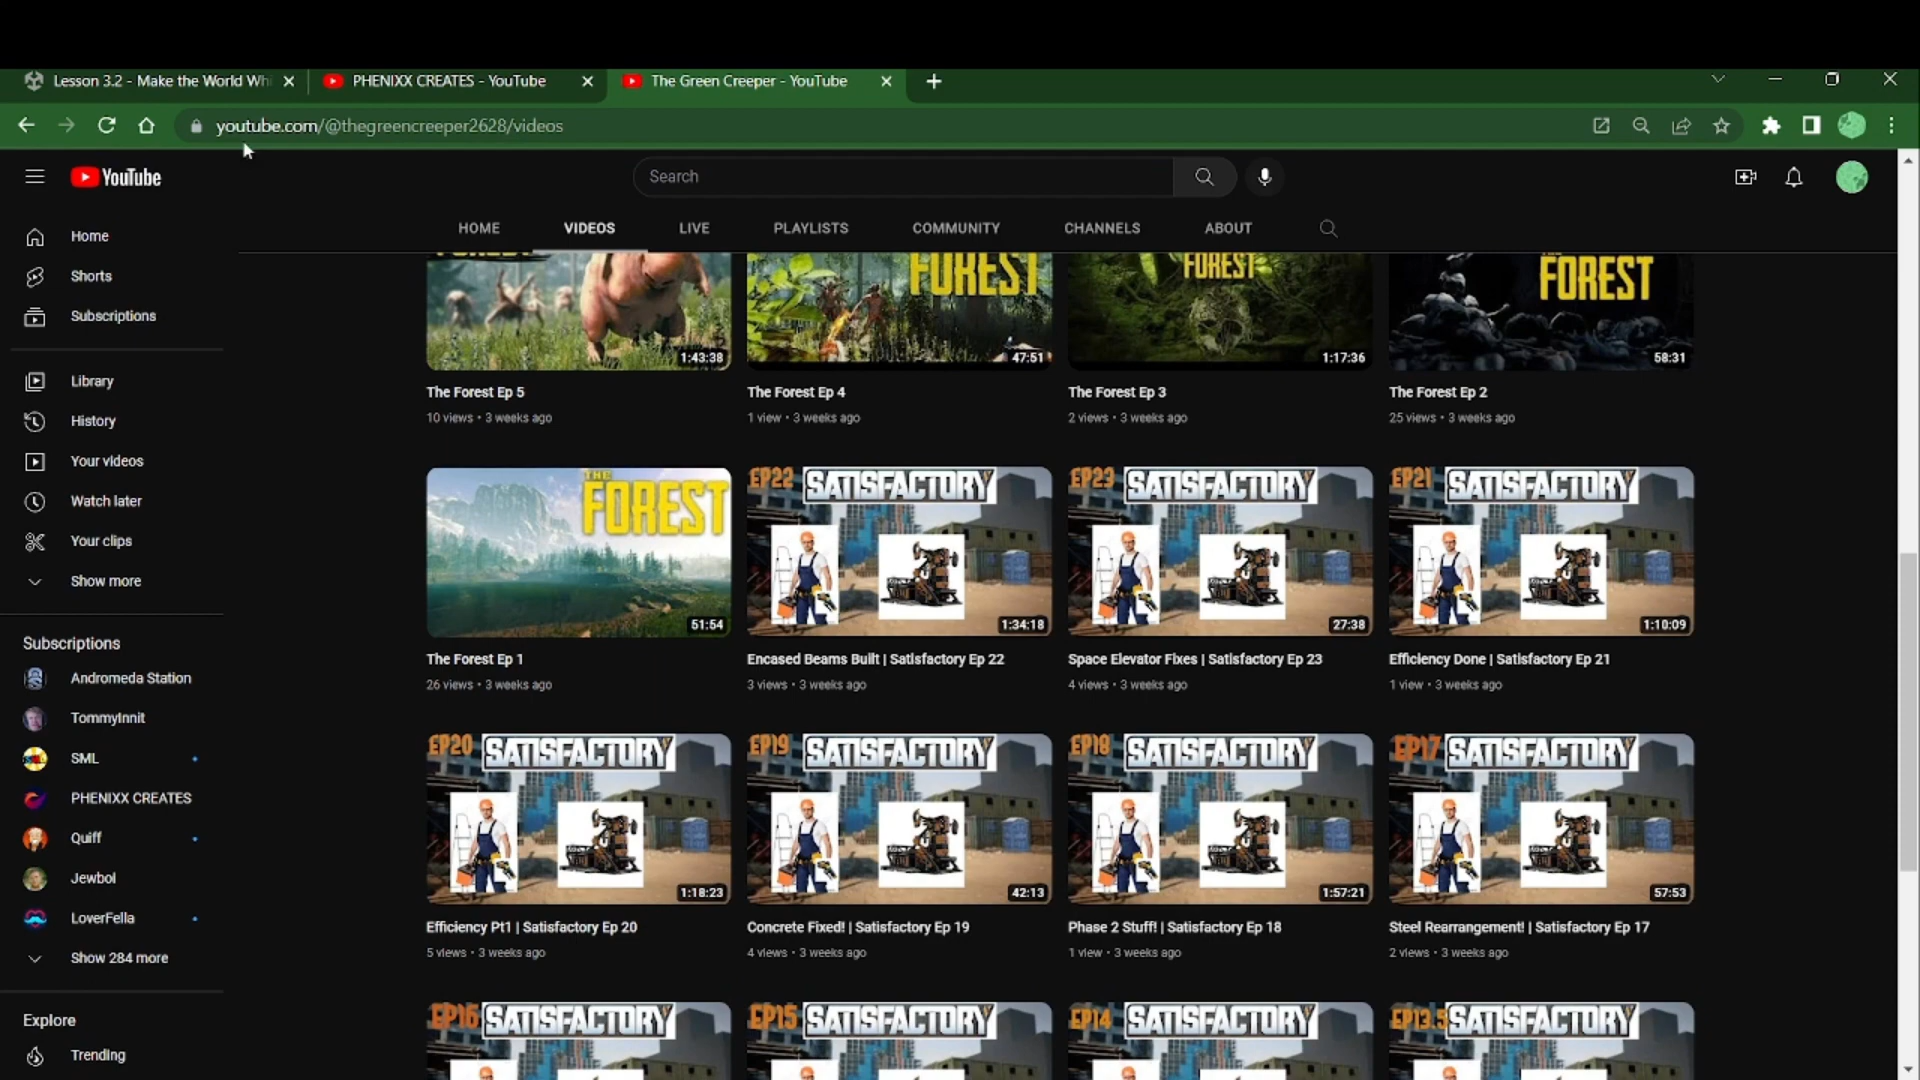 Lesson 3.2 - Make the World Whi
PHENIXX CREATES - YouTube
The Green Creeper - YouTube
youtube.com/@thegreencreeper2628/videos
YouTube
Search
HOME
VIDEOS
LIVE
PLAYLISTS
COMMUNITY
CHANNELS
ABOUT
Home
Shorts
Subscriptions
Library
History
Your videos
Watch later
Your clips
Show more
Subscriptions
Andromeda Station
TommyInnit
SML
PHENIXX CREATES
Quiff
Jewbol
LoverFella
Show 284 more
Explore
Trending
1:43:38
The Forest Ep 5
10 views • 3 weeks ago
FOREST
47:51
The Forest Ep 4
1 view • 3 weeks ago
FOREST
1:17:36
The Forest Ep 3
2 views • 3 weeks ago
FOREST
58:31
The Forest Ep 2
25 views • 3 weeks ago
THE
FOREST
51:54
The Forest Ep 1
26 views • 3 weeks ago
EP22 SATISFACTORY
1:34:18
Encased Beams Built | Satisfactory Ep 22
3 views • 3 weeks ago
EP23 SATISFACTORY
27:38
Space Elevator Fixes | Satisfactory Ep 23
4 views • 3 weeks ago
EP21 SATISFACTORY
1:10:09
Efficiency Done | Satisfactory Ep 21
1 view • 3 weeks ago
EP20 SATISFACTORY
1:18:23
Efficiency Pt1 | Satisfactory Ep 20
5 views • 3 weeks ago
EP19 SATISFACTORY
42:13
Concrete Fixed! | Satisfactory Ep 19
4 views • 3 weeks ago
EP18 SATISFACTORY
1:57:21
Phase 2 Stuff! | Satisfactory Ep 18
1 view • 3 weeks ago
EP17 SATISFACTORY
57:53
Steel Rearrangement! | Satisfactory Ep 17
2 views • 3 weeks ago
EP16 SATISFACTORY
EP15 SATISFACTORY
EP14 SATISFACTORY
EP13.5 SATISFACTORY